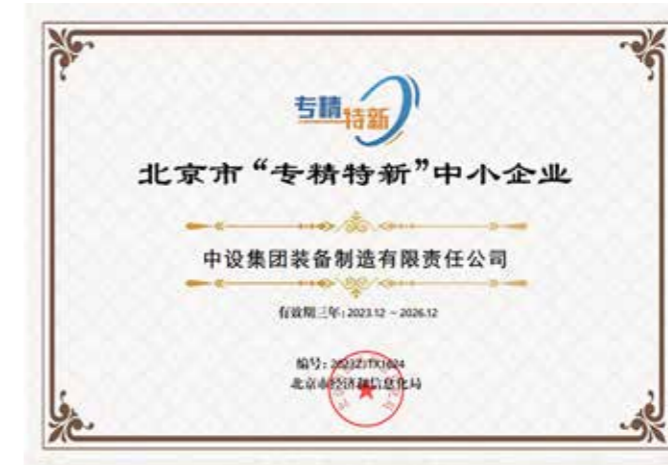 专精特新
北京市“专精特新”中小企业
中设集团装备制造有限责任公司
有效期三年：2023.12 ~ 2026.12
编号：2023ZJTX1624
北京市经济和信息化局